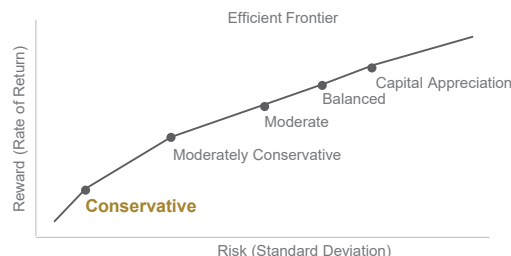 Efficient Frontier
Reward (Rate of Return)
Capital Appreciation
Balanced
Moderate
Moderately Conservative
Conservative
Risk (Standard Deviation)